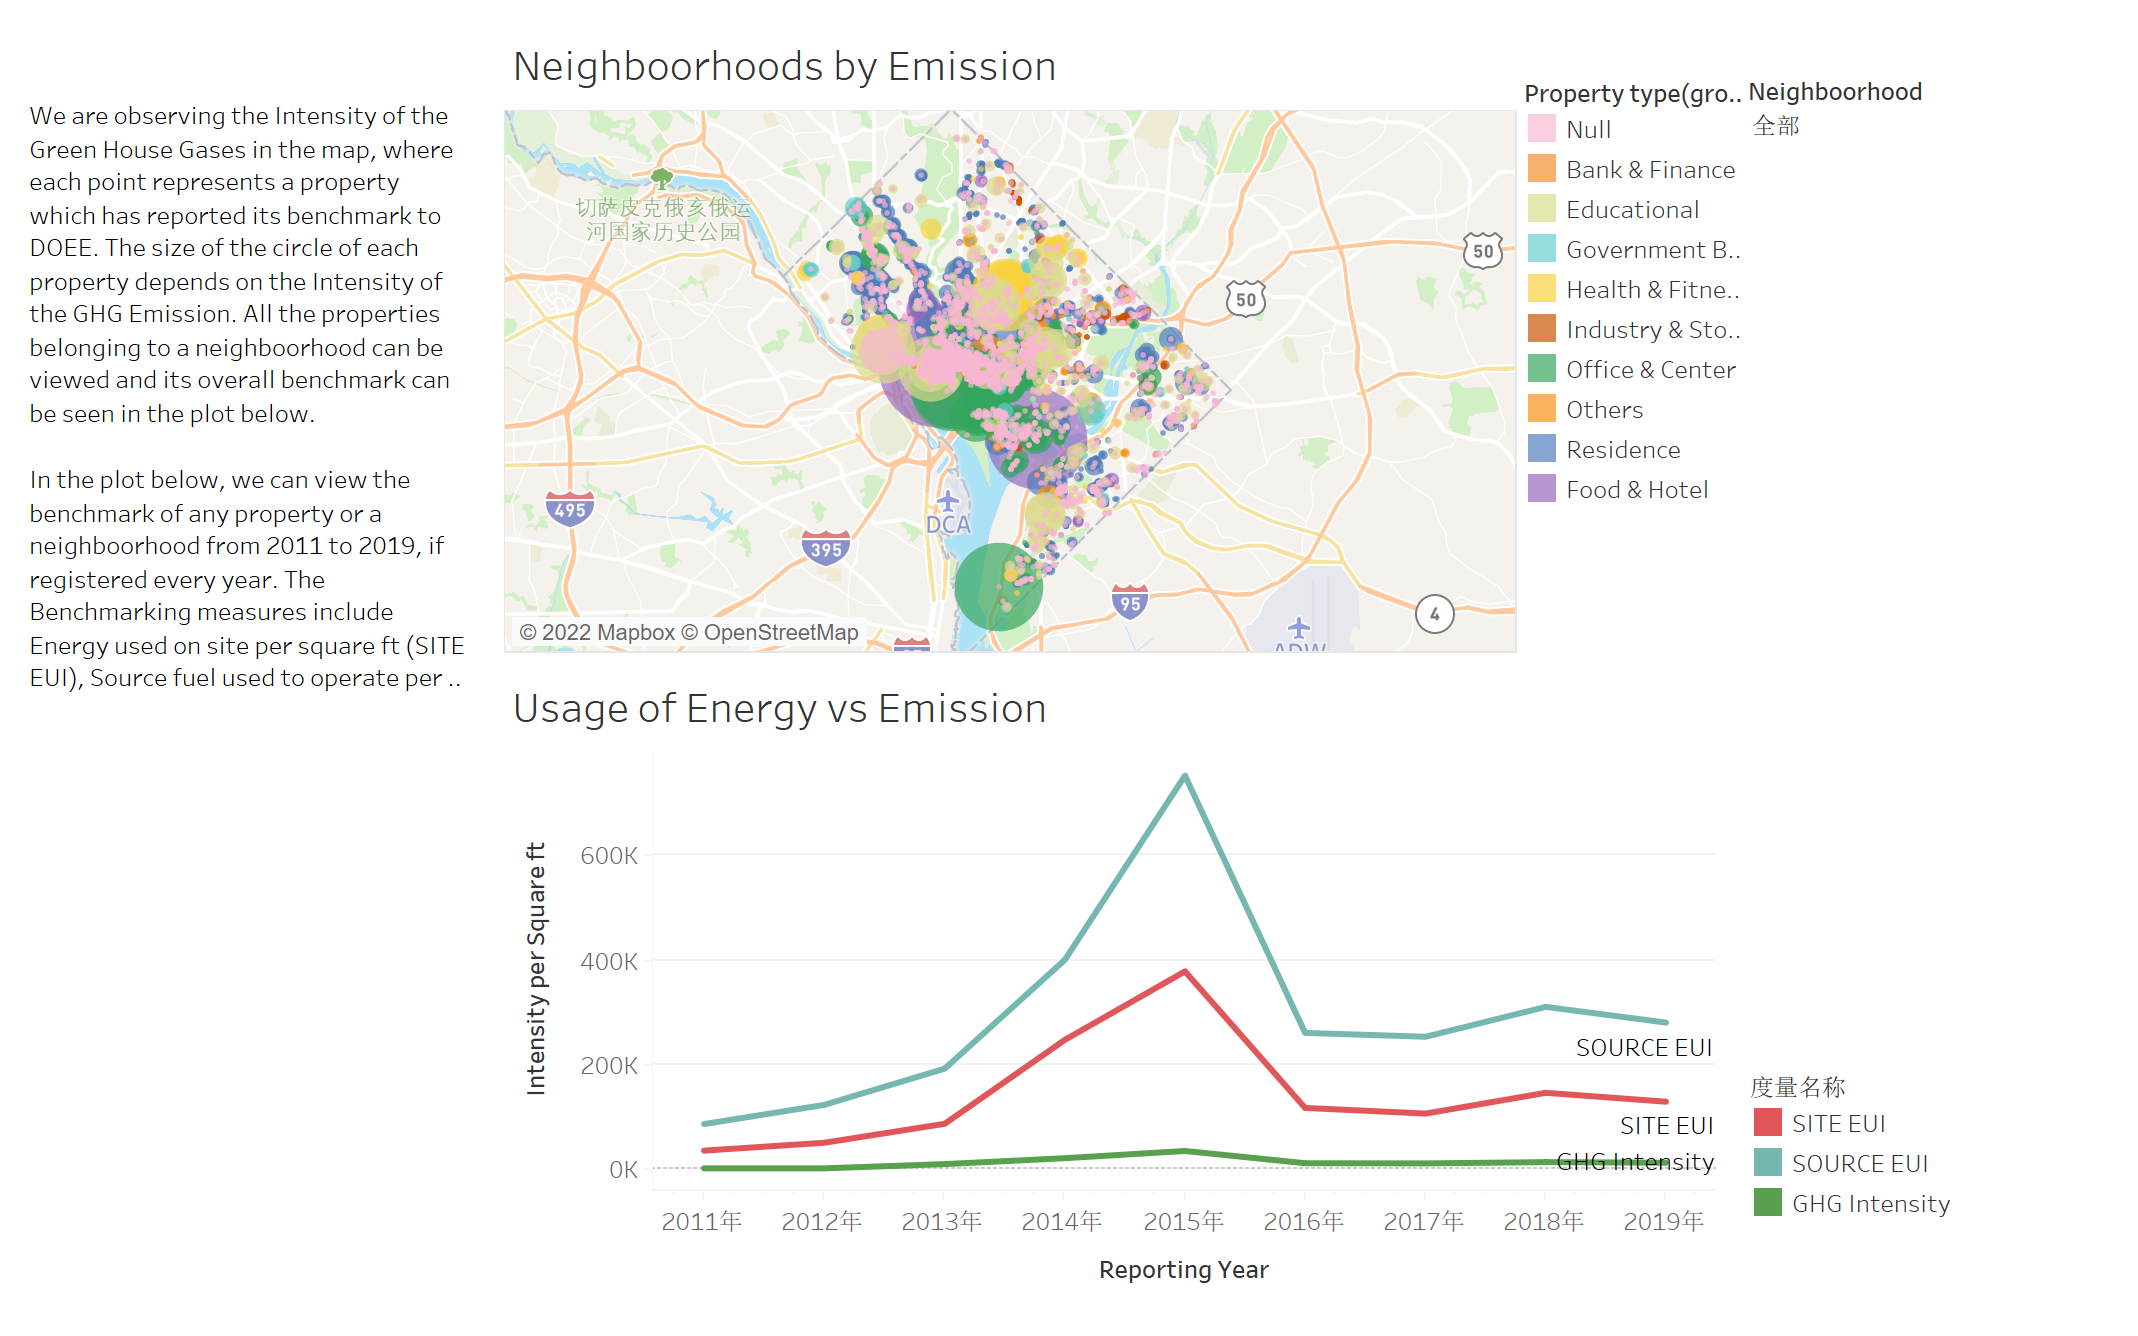 Neighboorhoods by Emission
We are observing the Intensity of the
Green House Gases in the map, where
each point represents a property
which has reported its benchmark to
DOEE. The size of the circle of each
property depends on the Intensity of
the GHG Emission. All the properties
belonging to a neighboorhood can be
viewed and its overall benchmark can
be seen in the plot below.
In the plot below, we can view the
benchmark of any property or a
neighboorhood from 2011 to 2019, if
registered every year. The
Benchmarking measures include
Energy used on site per square ft (SITE
EUI), Source fuel used to operate per ..
切萨皮克俄亥俄运
河国家历史公园
50
50
495
395
DCA
95
4
ADW
© 2022 Mapbox © OpenStreetMap
Property type(gro..
Null
Bank & Finance
Educational
Government B..
Health & Fitne..
Industry & Sto..
Office & Center
Others
Residence
Food & Hotel
Neighboorhood
全部
Usage of Energy vs Emission
Intensity per Square ft
600K
400K
200K
0K
SOURCE EUI
SITE EUI
GHG Intensity
2011年 2012年 2013年 2014年 2015年 2016年 2017年 2018年 2019年
Reporting Year
度量名称
SITE EUI
SOURCE EUI
GHG Intensity